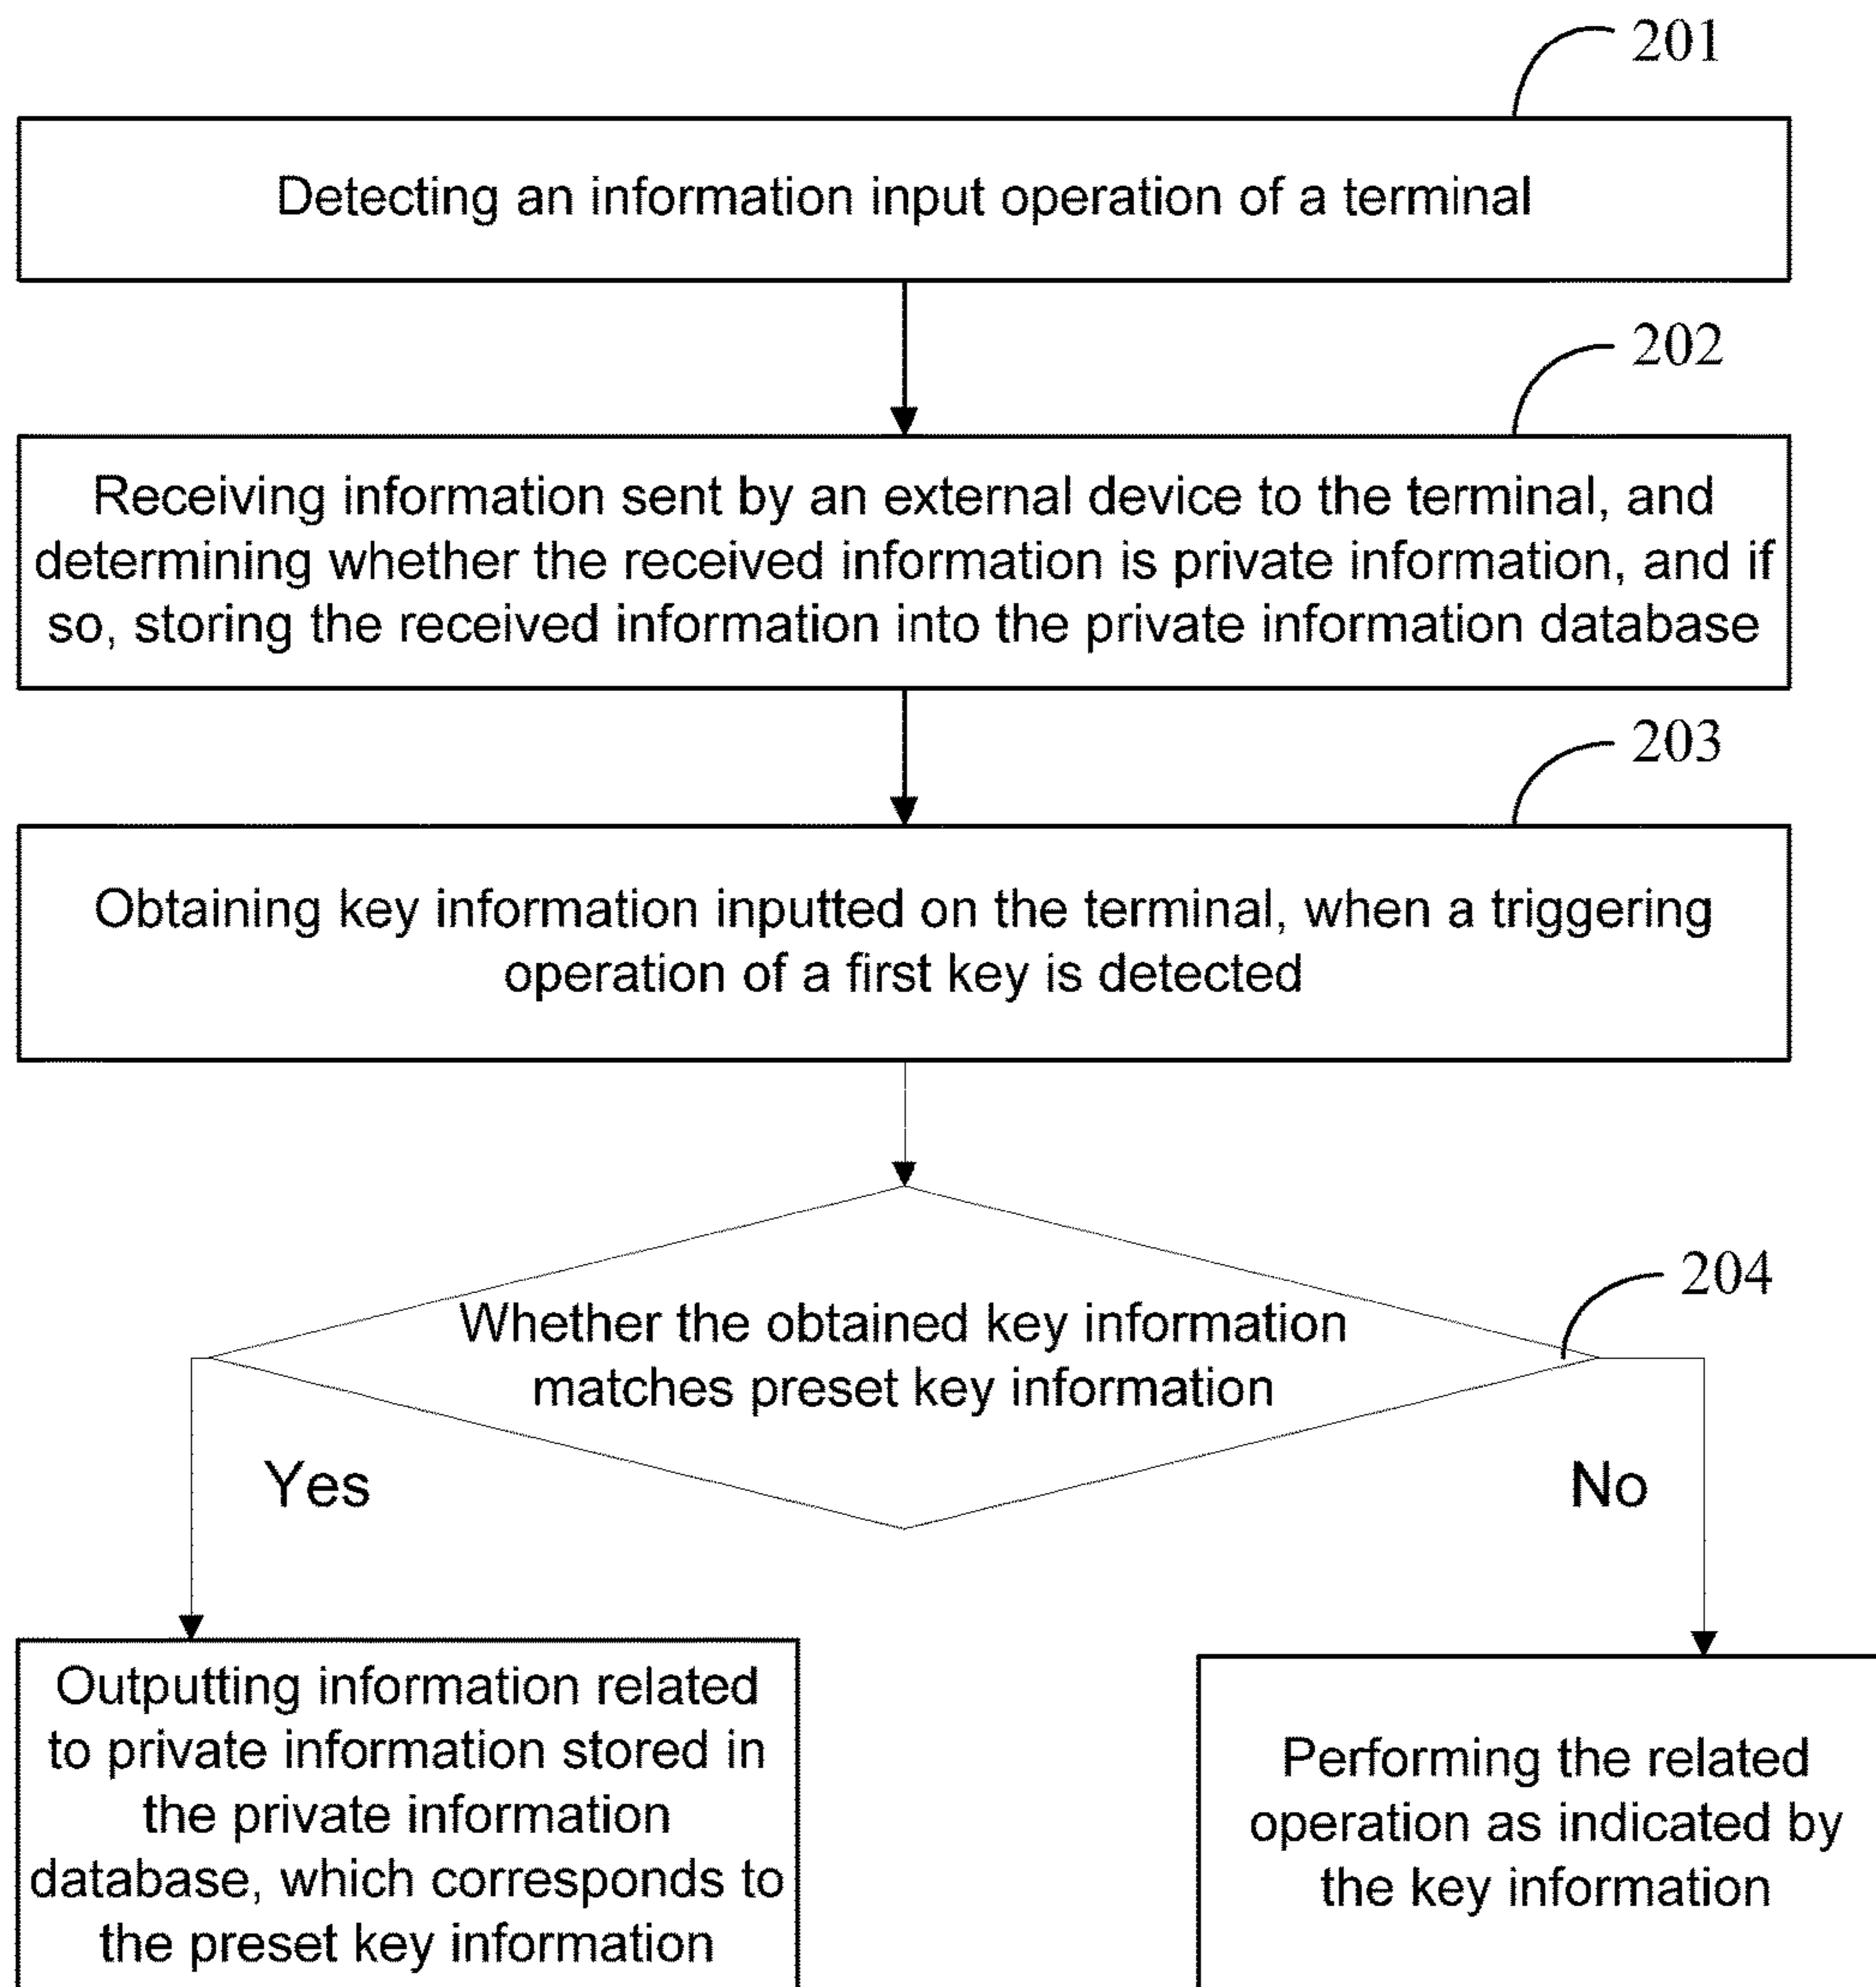 201
Detecting an information input operation of a terminal
202
Receiving information sent by an external device to the terminal, and
determining whether the received information is private information, and if
so, storing the received information into the private information database
203
Obtaining key information inputted on the terminal, when a triggering
operation of a first key is detected
204
Whether the obtained key information
matches preset key information
Yes
No
Outputting information related
to private information stored in
the private information
database, which corresponds to
the preset key information
Performing the related
operation as indicated by
the key information